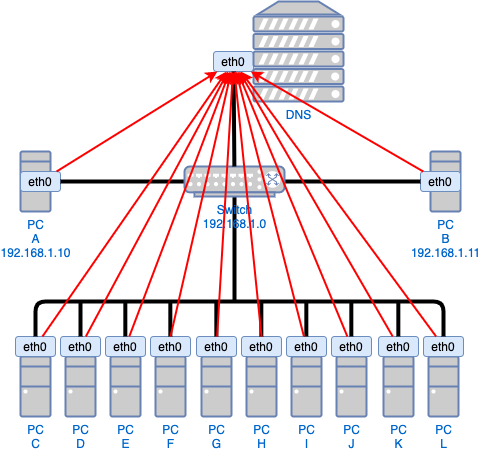 eth0
DNS
eth0
eth0
Switch
192.168.1.0
PC
A
192.168.1.10
PC
B
192.168.1.11
eth0 eth0 eth0 eth0 eth0 eth0 eth0 eth0 eth0 eth0
PC PC PC PC PC PC PC PC PC PC
C D E F G H I J K L